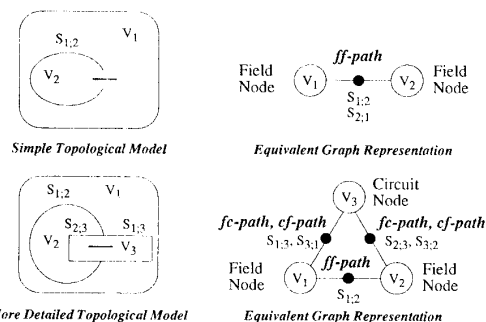 S1;2
V1
V2
Simple Topological Model
ff-path
Field Node
V1
V2
Field Node
S1;2
S2;1
Equivalent Graph Representation
S1;2
V1
S2;3
S1;3
V2
V3
ore Detailed Topological Model
V3
Circuit Node
fc-path, cf-path
fc-path, cf-path
S1;3, S3;1
S2;3, S3;2
Field Node
ff-path
Field Node
V1
V2
S1;2
Equivalent Graph Representation